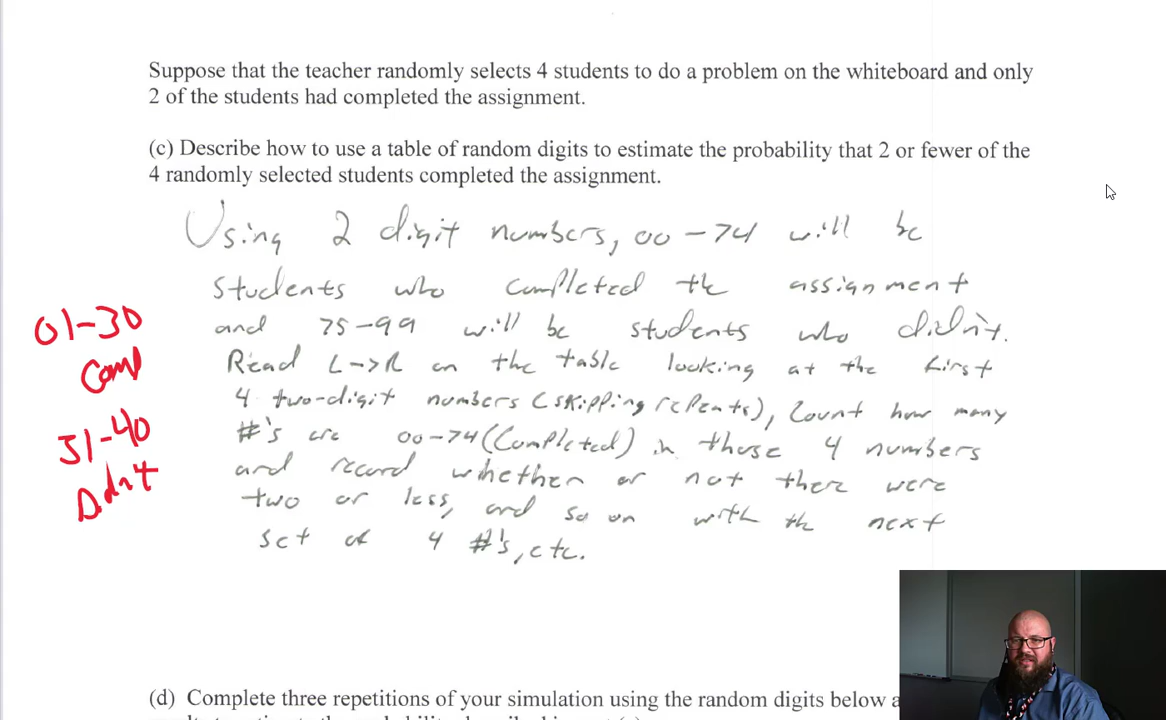 Suppose that the teacher randomly selects 4 students to do a problem on the whiteboard and only
2 of the students had completed the assignment.
(c) Describe how to use a table of random digits to estimate the probability that 2 or fewer of the
4 randomly selected students completed the assignment.
Using 2 digit numbers, 00-74 will be
students who completed the assignment
and 75-99 will be students who didn't.
Read L->R on the table looking at the first
4 two-digit numbers (skipping repeats), Count how many
#'s are 00-74 (Completed) in those 4 numbers
and record whether or not there were
two or less, and so on with the next
set of 4 #'s, etc.
01-30
Comp
31-40
Didnt
(d) Complete three repetitions of your simulation using the random digits below a